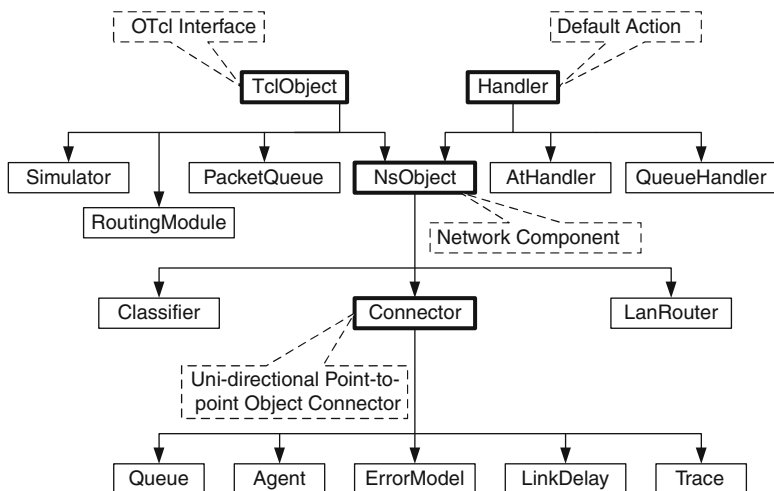 OTcl Interface
Default Action
TclObject
Handler
Simulator
PacketQueue
NsObject
AtHandler
QueueHandler
RoutingModule
Network Component
Classifier
Connector
LanRouter
Uni-directional Point-to-
point Object Connector
Queue
Agent
ErrorModel
LinkDelay
Trace